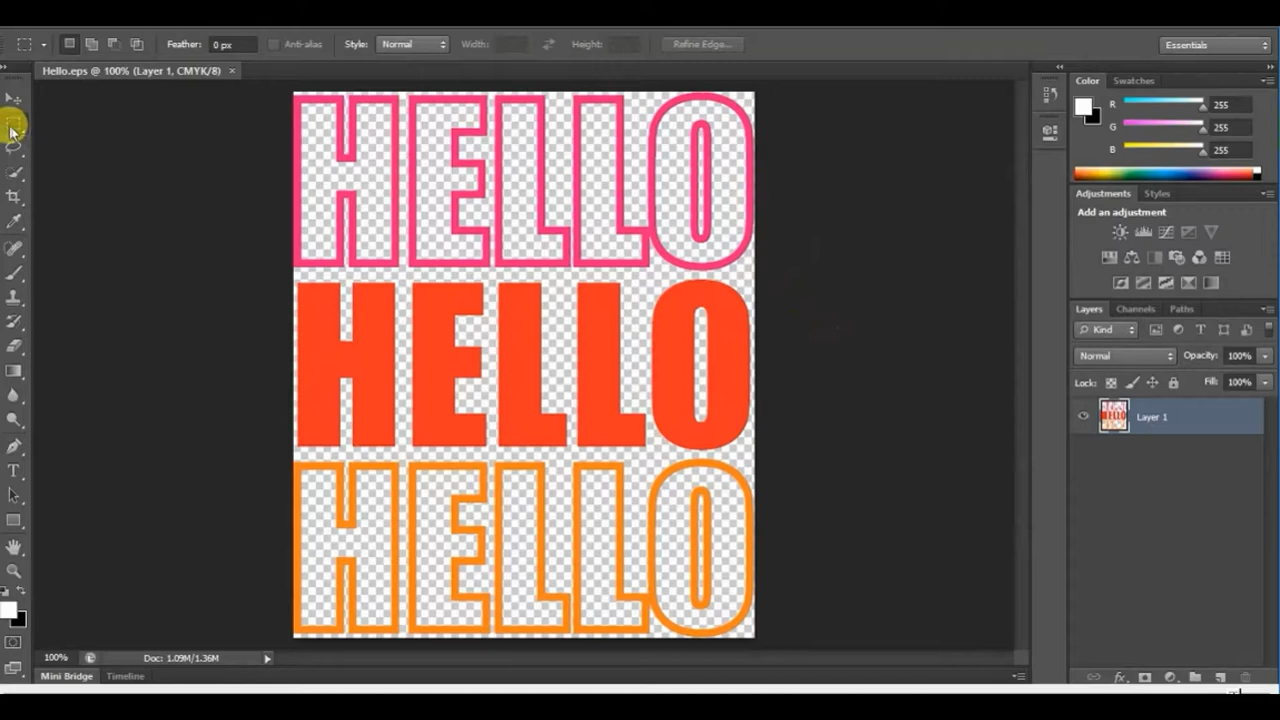 Feather: 0 px Anti-alias Style: Normal Width: Height: Refine Edge... Essentials
Hello.eps @ 100% (Layer 1, CMYK/8) ×
Color Swatches
R 255
G 255
B 255
Adjustments Styles
Add an adjustment
HELLO
HELLO
HELLO
Layers Channels Paths
Kind T
Normal Opacity: 100%
Lock: Fill: 100%
Layer 1
T
100% Doc: 1.09M/1.36M
fx
Mini Bridge Timeline